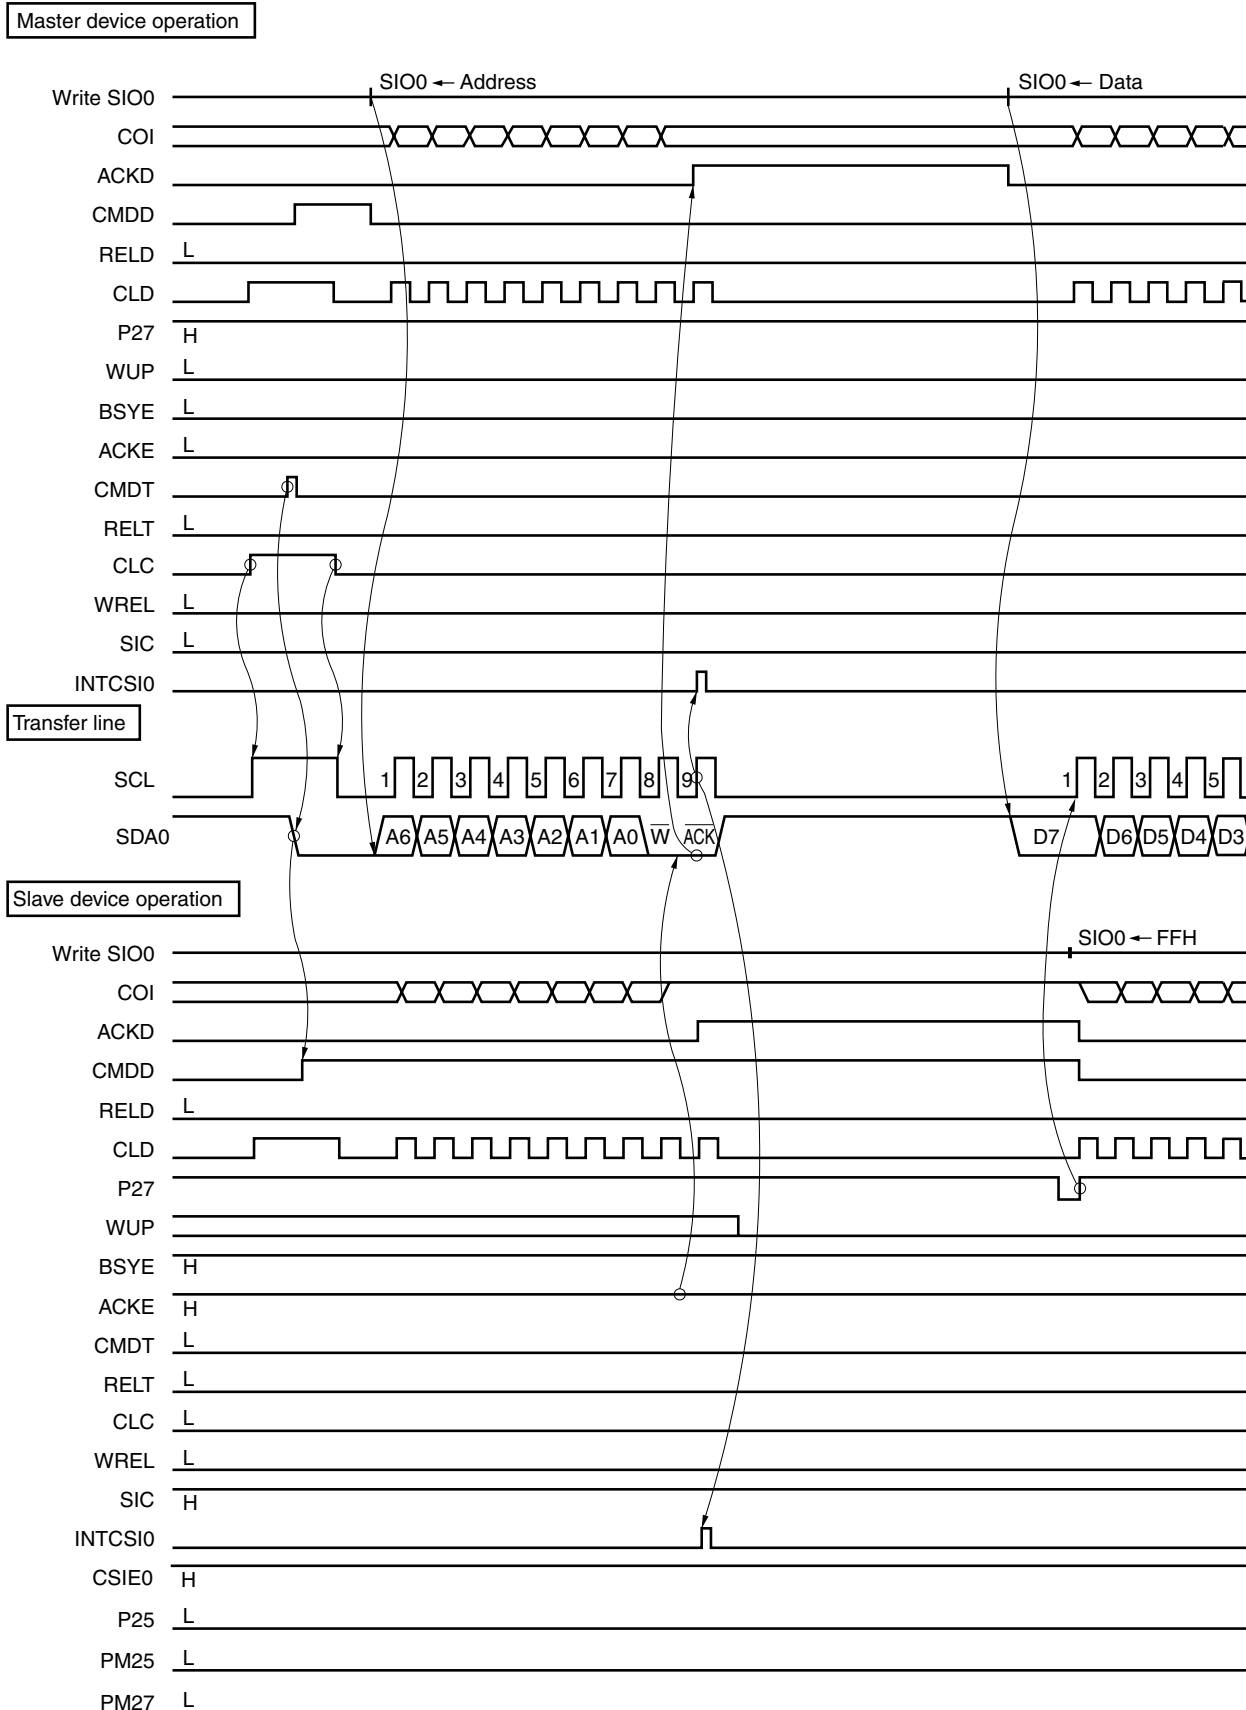 Master device operation
SIO0 ← Address
SIO0 ← Data
Write SIO0
COI
ACKD
CMDD
RELD L
CLD
P27 H
WUP L
BSYE L
ACKE L
CMDT
RELT L
CLC
WREL L
SIC L
INTCSI0
Transfer line
SCL 1 2 3 4 5 6 7 8 9 1 2 3 4 5
SDA0 A6 A5 A4 A3 A2 A1 A0 W̅ A̅C̅K̅ D7 D6 D5 D4 D3
Slave device operation
SIO0 ← FFH
Write SIO0
COI
ACKD
CMDD
RELD L
CLD
P27
WUP
BSYE H
ACKE H
CMDT L
RELT L
CLC L
WREL L
SIC H
INTCSI0
CSIE0 H
P25 L
PM25 L
PM27 L